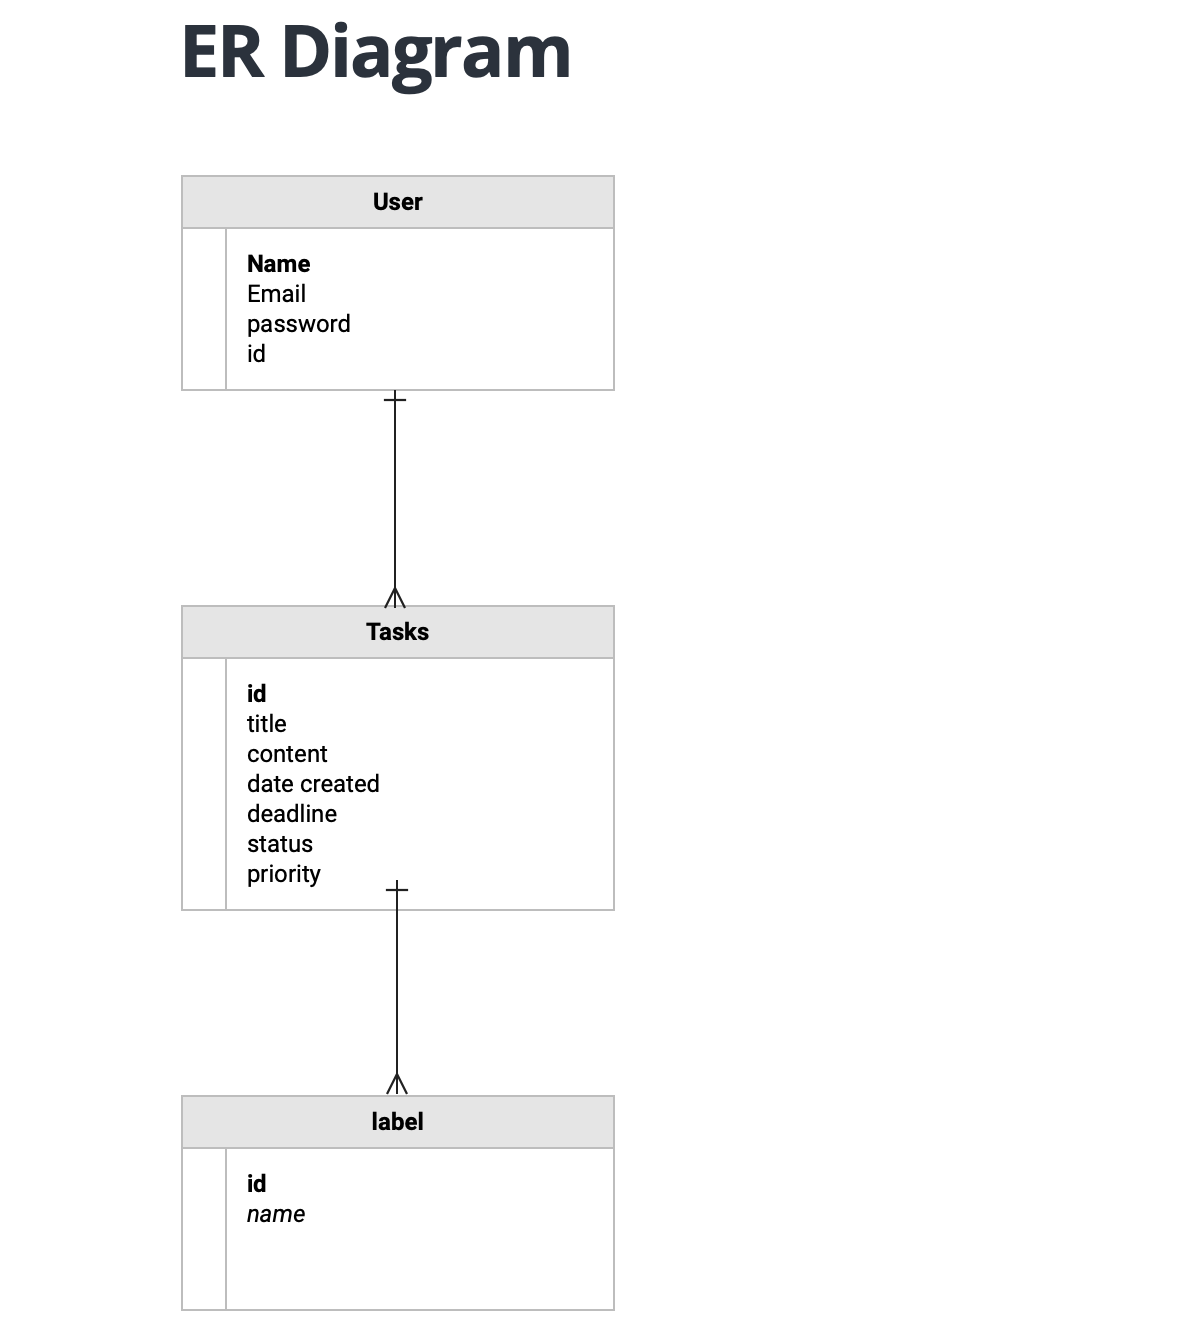 ER Diagram
User
Name
Email
password
id
Tasks
id
title
content
date created
deadline
status
priority
label
id
name